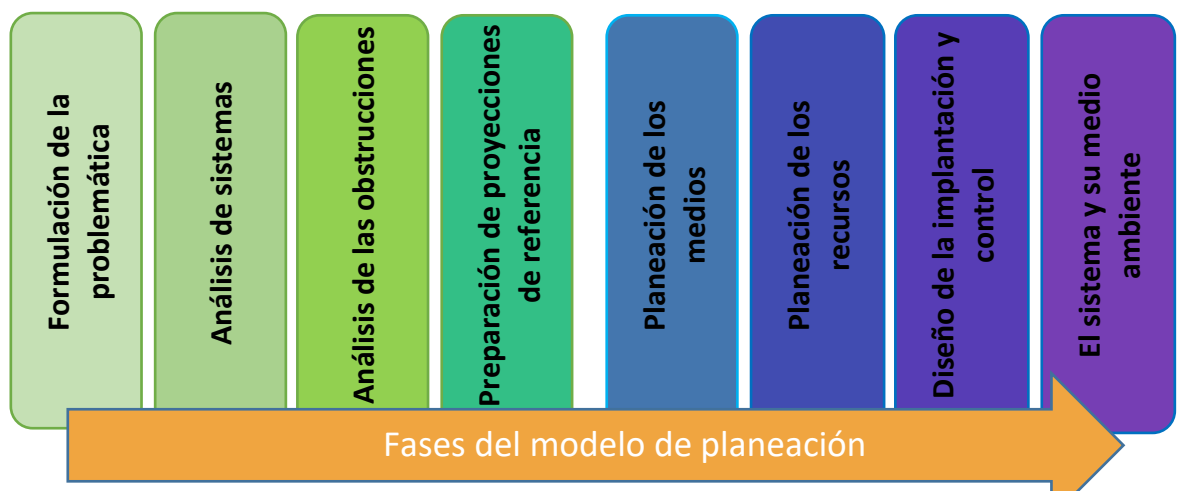 Formulación de la
problemática
Análisis de sistemas
Análisis de las obstrucciones
Preparación de proyecciones
de referencia
Planeación de los
medios
Planeación de los
recursos
Diseño de la implantación y
control
El sistema y su medio
ambiente
Fases del modelo de planeación